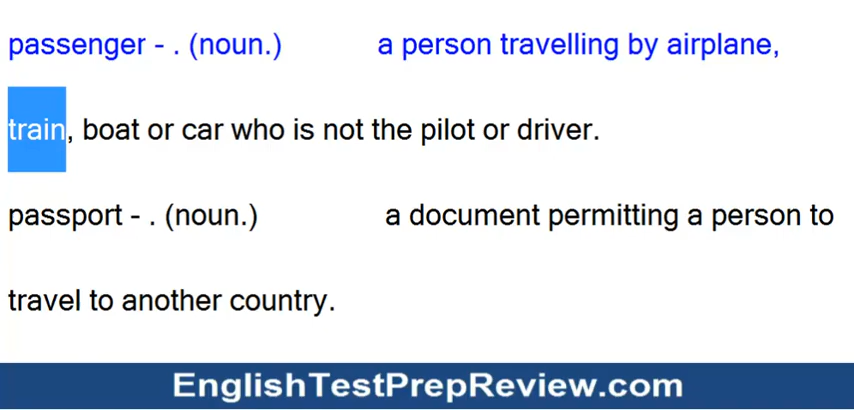 passenger - . (noun.) a person travelling by airplane,
train, boat or car who is not the pilot or driver.
passport - . (noun.) a document permitting a person to
travel to another country.
EnglishTestPrepReview.com